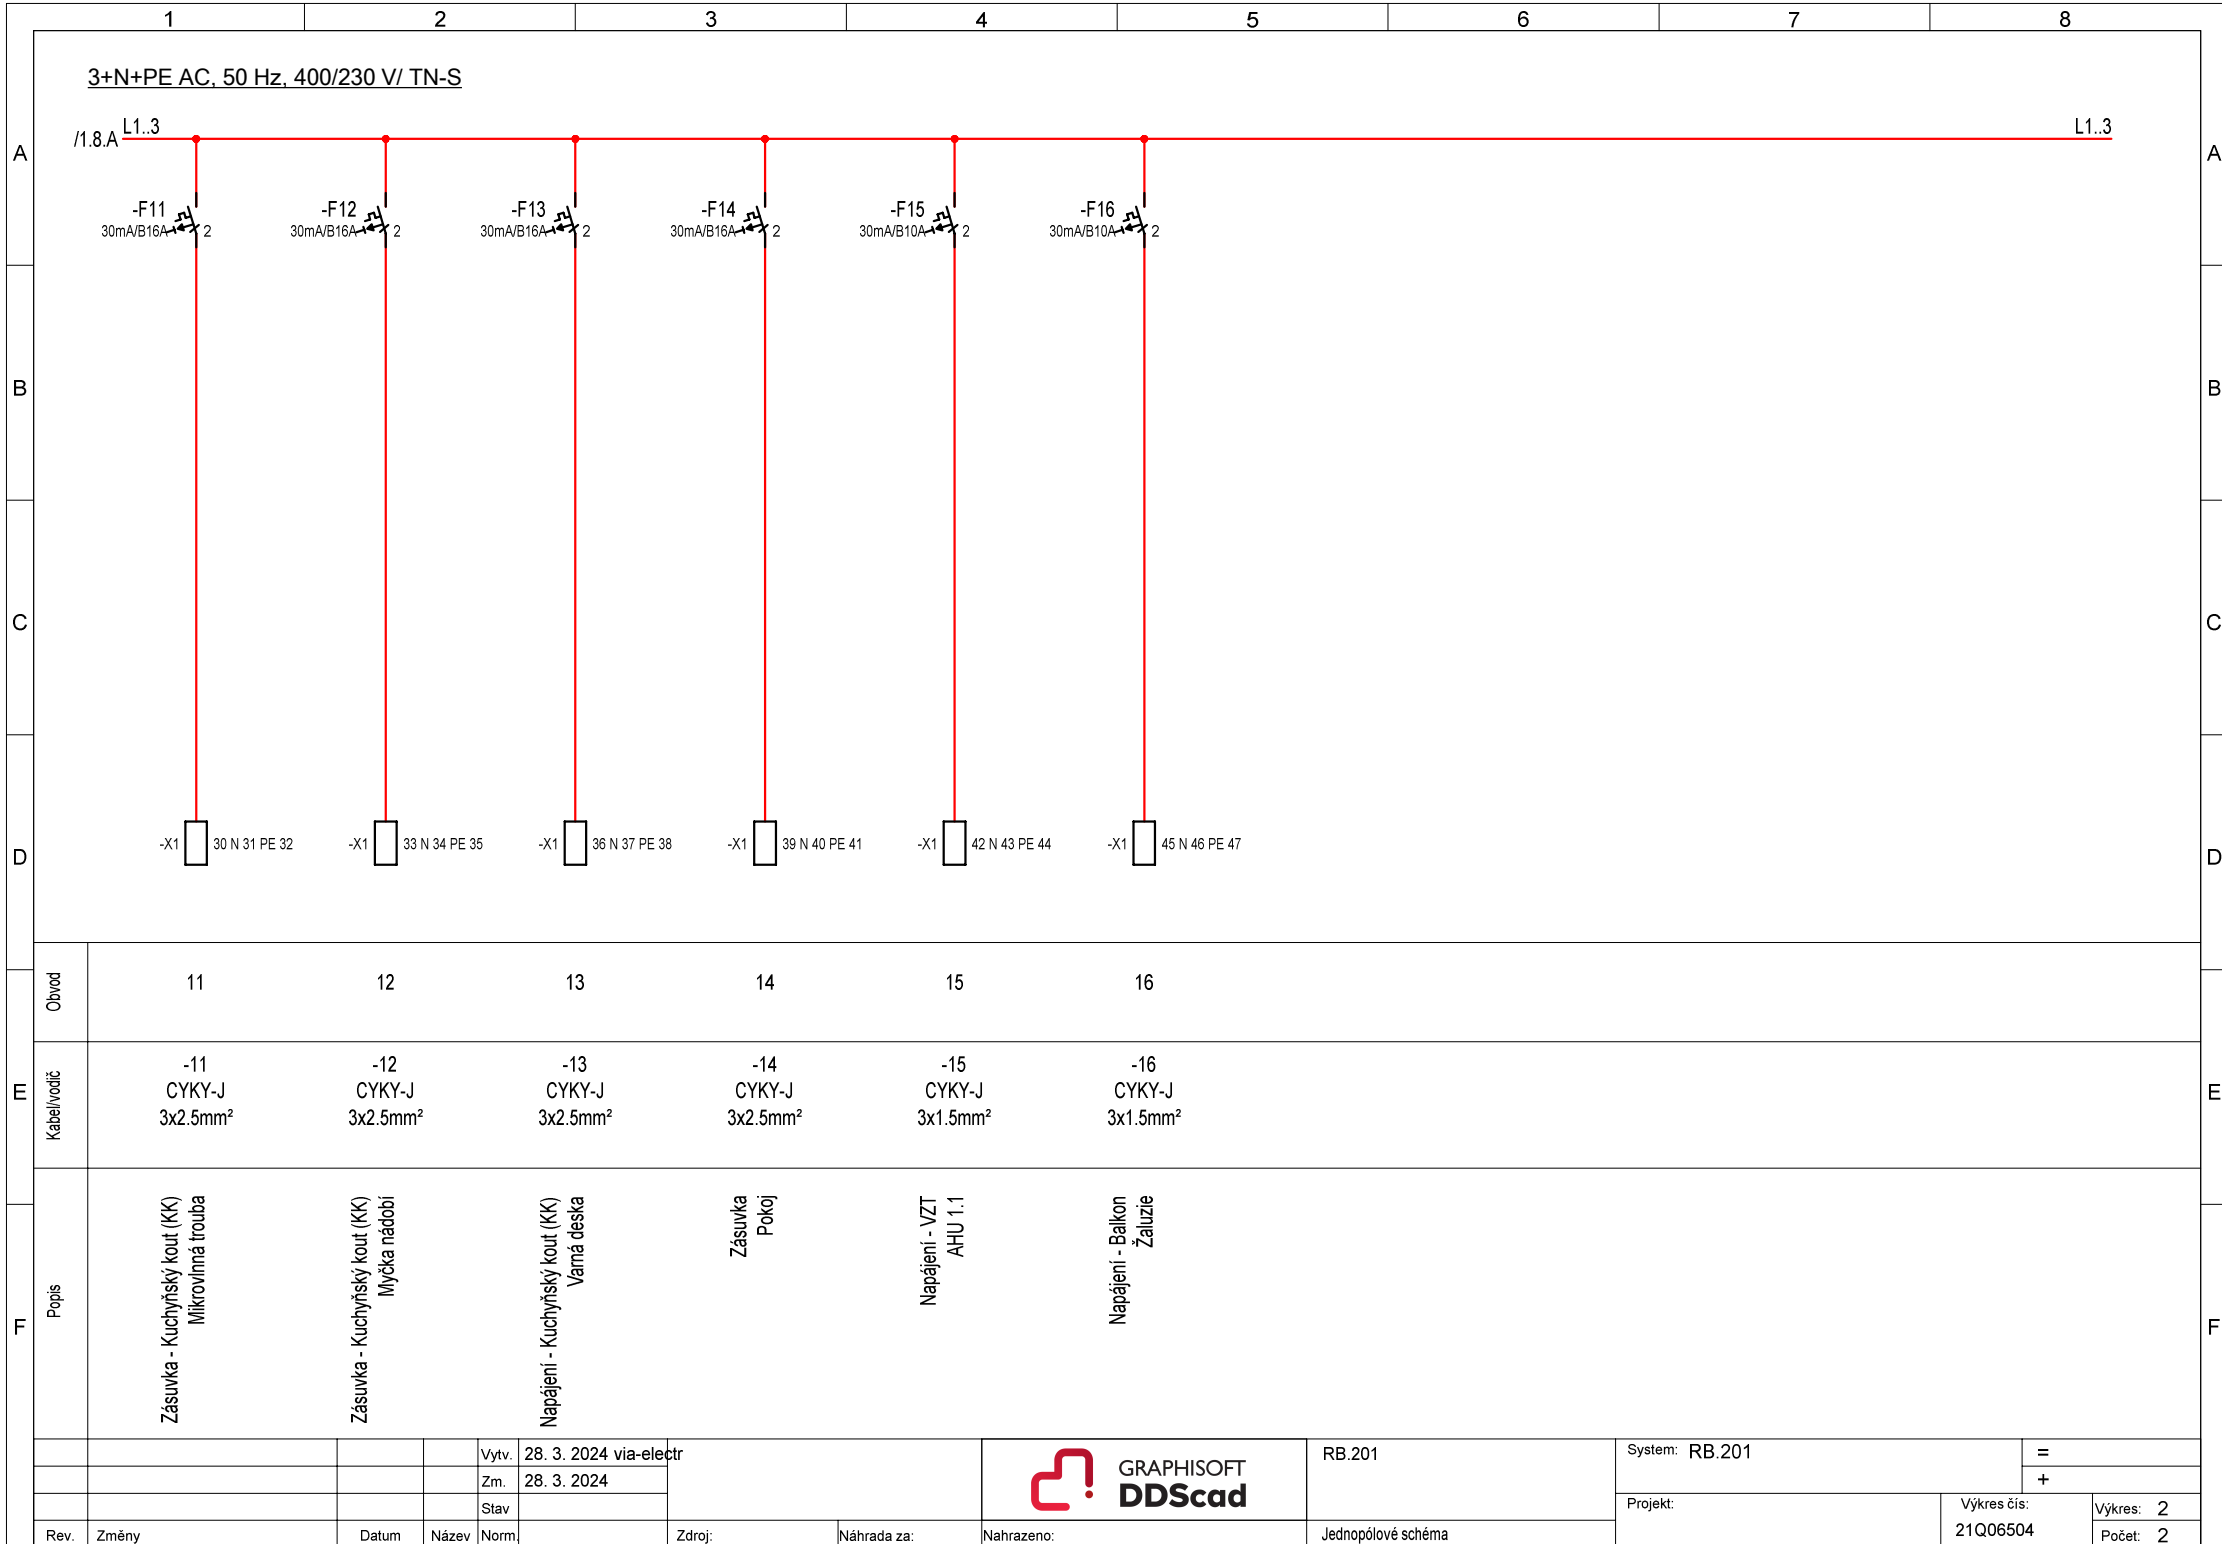 1 2 3 4 5 6 7 8
3+N+PE AC, 50 Hz, 400/230 V/ TN-S
/1.8.A L1..3 L1..3
A A
-F11 -F12 -F13 -F14 -F15 -F16
30mA/B16A 2 30mA/B16A 2 30mA/B16A 2 30mA/B16A 2 30mA/B10A 2 30mA/B10A 2
B B
C C
-X1 30 N 31 PE 32 -X1 33 N 34 PE 35 -X1 36 N 37 PE 38 -X1 39 N 40 PE 41 -X1 42 N 43 PE 44 -X1 45 N 46 PE 47
D D
Obvod 11 12 13 14 15 16
E E
Kabel/vodič
-11 -12 -13 -14 -15 -16
CYKY-J CYKY-J CYKY-J CYKY-J CYKY-J CYKY-J
3x2.5mm² 3x2.5mm² 3x2.5mm² 3x2.5mm² 3x1.5mm² 3x1.5mm²
F F
Popis
Zásuvka - Kuchyňský kout (KK)
Mikrovlnná trouba
Zásuvka - Kuchyňský kout (KK)
Myčka nádobí
Napájení - Kuchyňský kout (KK)
Varná deska
Zásuvka
Pokoj
Napájení - VZT
AHU 1.1
Napájení - Balkon
Žaluzie
Vytv. 28. 3. 2024 via-electr
Zm. 28. 3. 2024
Stav
Rev. Změny Datum Název Norm. Zdroj: Náhrada za: Nahrazeno:
GRAPHISOFT
DDScad
RB.201
Jednopólové schéma
System: RB.201
=
+
Projekt:
Výkres čís:
21Q06504
Výkres: 2
Počet: 2